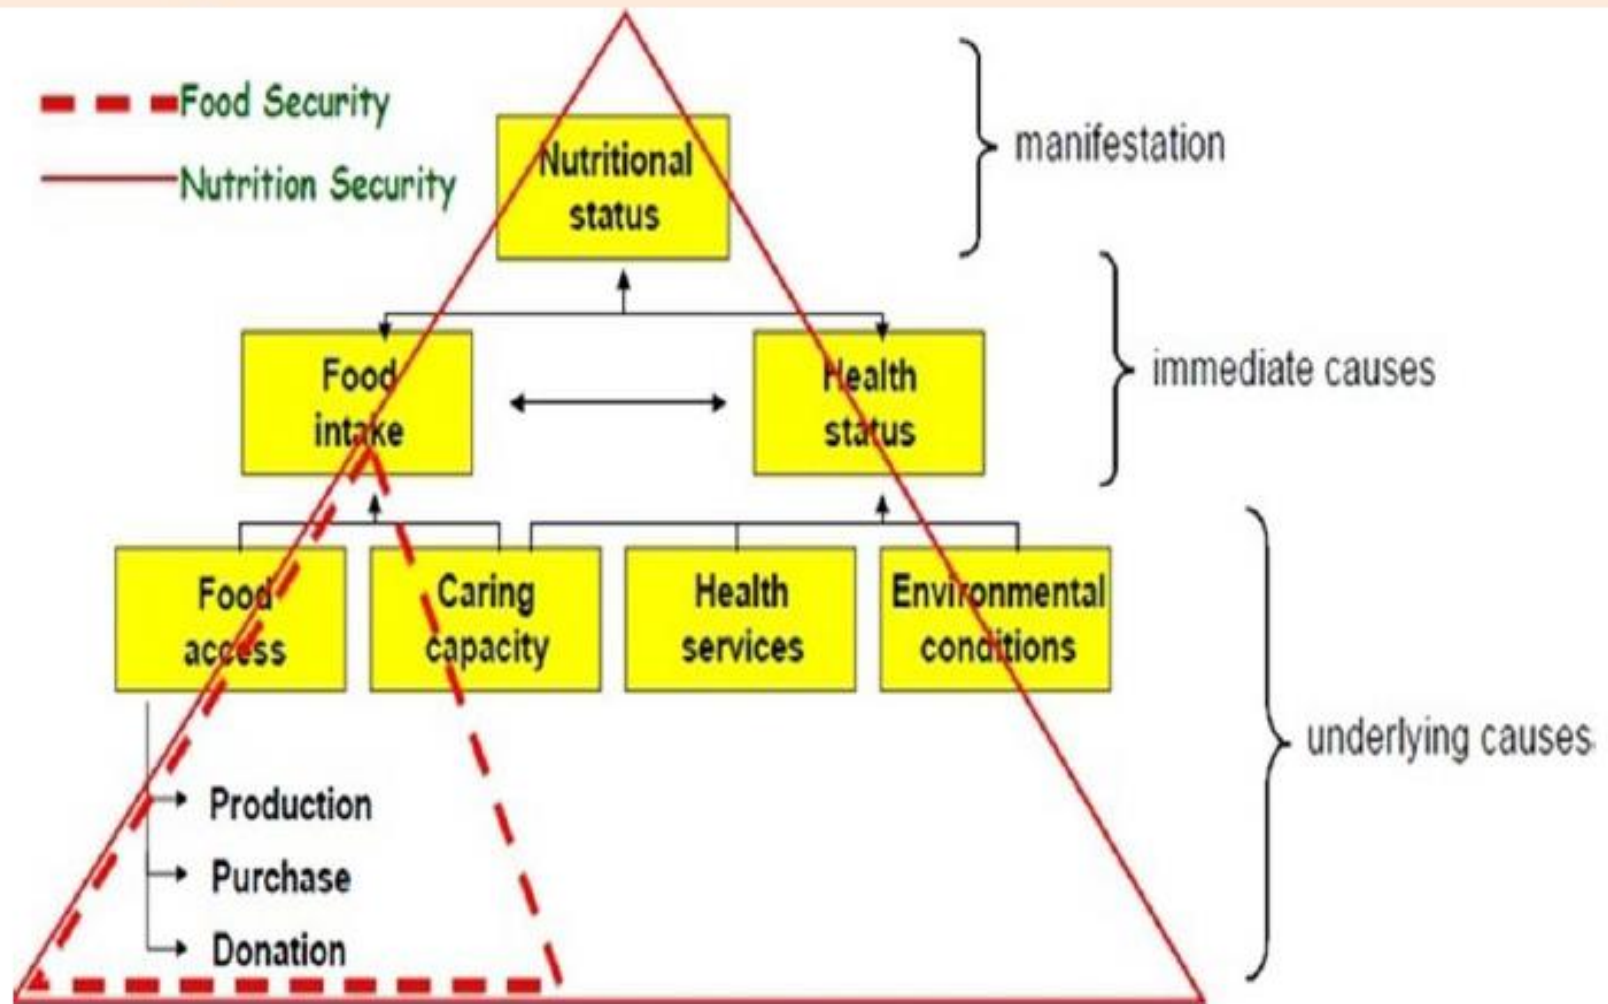 Food Security
Nutrition Security
Nutritional
status
manifestation
Food
intake
Health
status
immediate causes
Food
access
Caring
capacity
Health
services
Environmental
conditions
underlying causes
Production
Purchase
Donation